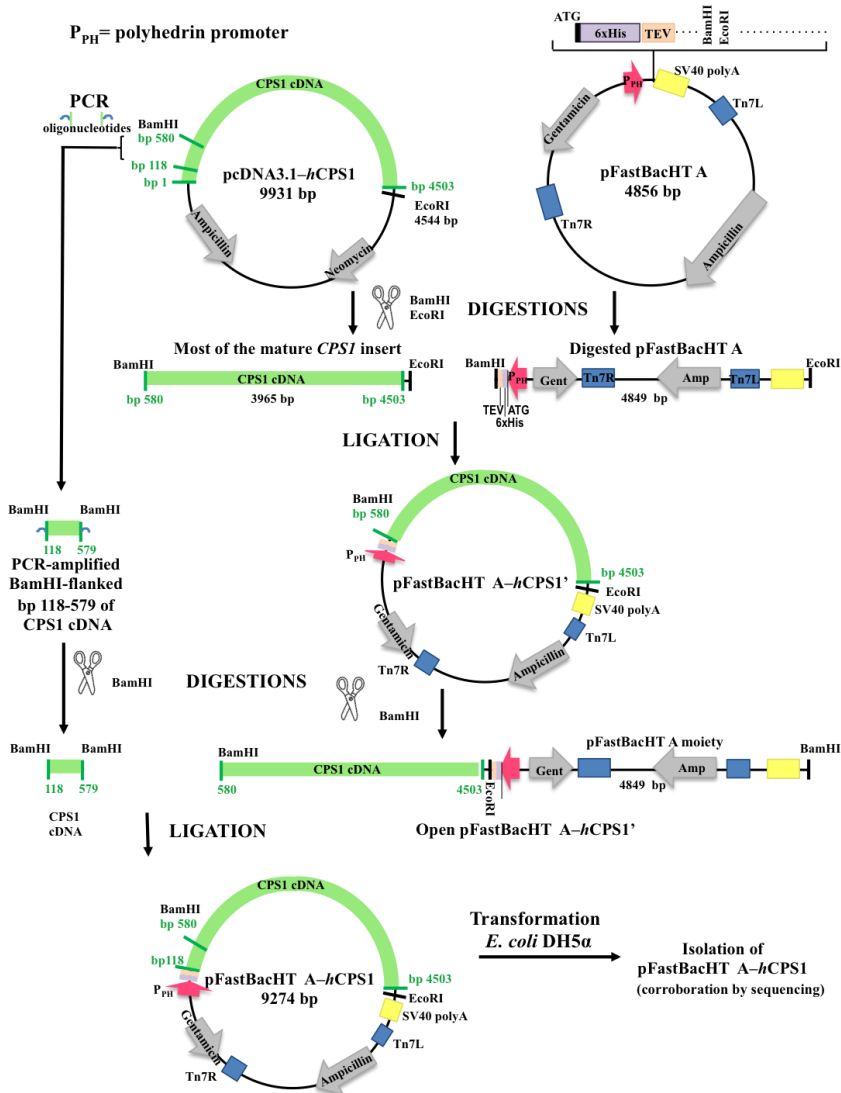 P_PH= polyhedrin promoter
ATG
6xHis
TEV
BamHI
EcoRI
SV40 polyA
P_PH
Tn7L
Gentamicin
pFastBacHT A
4856 bp
Tn7R
Ampicillin
PCR
oligonucleotides
CPS1 cDNA
BamHI
bp 580
bp 118
bp 1
pcDNA3.1–hCPS1
9931 bp
bp 4503
EcoRI
4544 bp
Ampicillin
Neomycin
BamHI
EcoRI
DIGESTIONS
Most of the mature CPS1 insert
BamHI
EcoRI
CPS1 cDNA
bp 580
3965 bp
bp 4503
Digested pFastBacHT A
BamHI
EcoRI
P_PH
Gent
Tn7R
Amp
Tn7L
4849 bp
TEV
ATG
6xHis
LIGATION
CPS1 cDNA
BamHI
bp 580
P_PH
pFastBacHT A–hCPS1’
bp 4503
EcoRI
SV40 polyA
Tn7L
Gentamicin
Tn7R
Ampicillin
BamHI
BamHI
118
579
PCR-amplified
BamHI-flanked
bp 118-579 of
CPS1 cDNA
BamHI
DIGESTIONS
BamHI
BamHI
BamHI
118
579
CPS1
cDNA
BamHI
CPS1 cDNA
580
4503
EcoRI
pFastBacHT A moiety
BamHI
Gent
Amp
4849 bp
Open pFastBacHT A–hCPS1’
LIGATION
CPS1 cDNA
BamHI
bp 580
bp118
P_PH
pFastBacHT A–hCPS1
9274 bp
bp 4503
EcoRI
SV40 polyA
Tn7L
Gentamicin
Tn7R
Ampicillin
Transformation
E. coli DH5α
Isolation of
pFastBacHT A–hCPS1
(corroboration by sequencing)